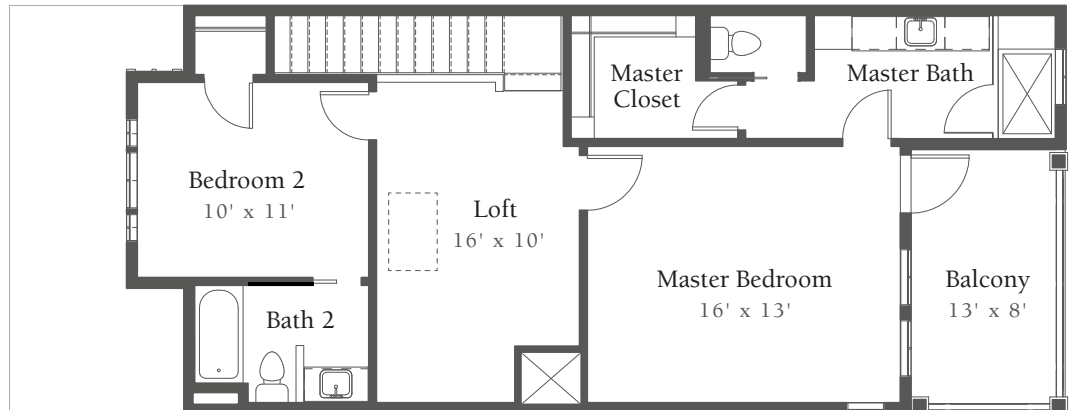 Master
Closet
Master Bath
Bedroom 2
10' x 11'
Loft
16' x 10'
Master Bedroom
16' x 13'
Balcony
13' x 8'
Bath 2